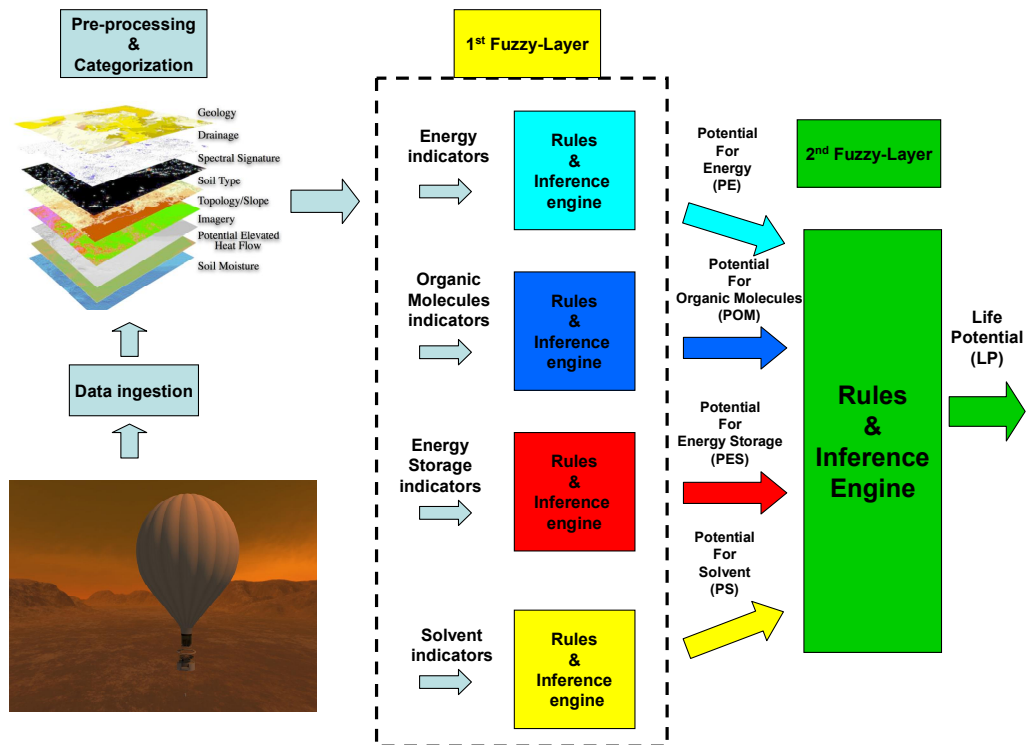 Pre-processing
&
Categorization
Geology
Drainage
Spectral Signature
Soil Type
Topology/Slope
Imagery
Potential Elevated
Heat Flow
Soil Moisture
Data ingestion
1st Fuzzy-Layer
Energy
indicators
Rules
&
Inference
engine
Organic
Molecules
indicators
Rules
&
Inference
engine
Energy
Storage
indicators
Rules
&
Inference
engine
Solvent
indicators
Rules
&
Inference
engine
Potential
For
Energy
(PE)
Potential
For
Organic Molecules
(POM)
Potential
For
Energy Storage
(PES)
Potential
For
Solvent
(PS)
2nd Fuzzy-Layer
Rules
&
Inference
Engine
Life
Potential
(LP)